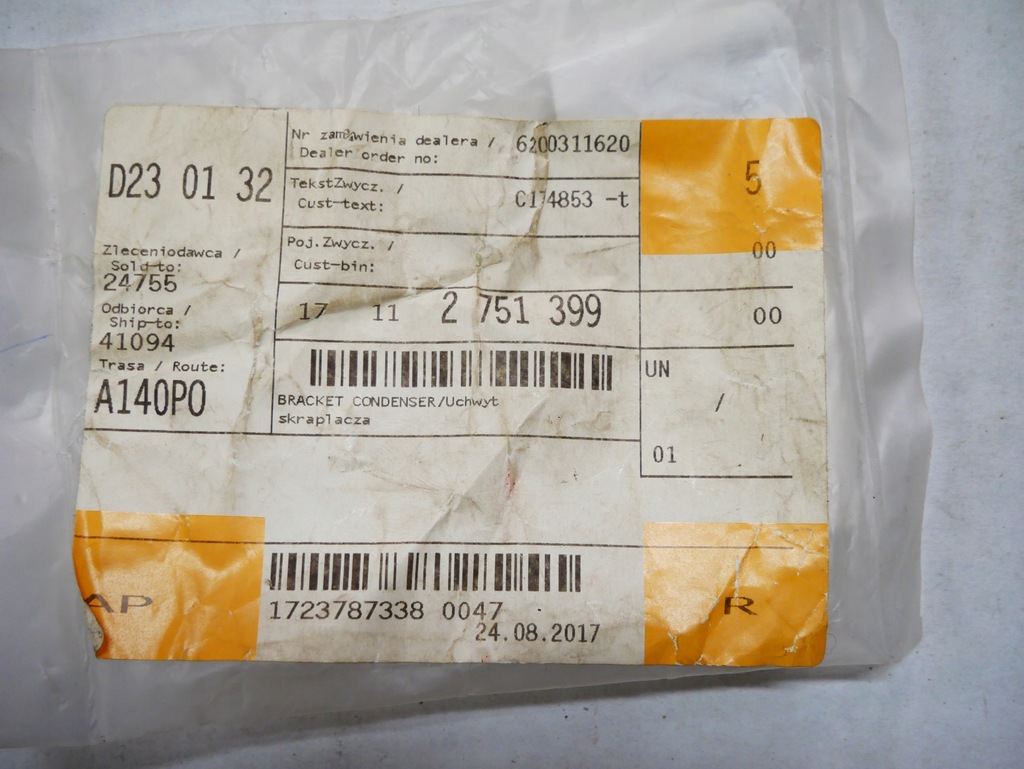 D23 01 32
Zleceniodawca /
Sold-to:
24755
Odbiorca /
Ship-to:
41094
Trasa / Route:
A140PO
Nr zamówienia dealera /
Dealer order no:
6200311620
TekstZwycz. /
Cust-text:
C174853 -t
Poj.Zwycz. /
Cust-bin:
17 11 2 751 399
BRACKET CONDENSER/Uchwyt
skraplacza
5
00
00
UN
/
01
AP
1723787338 0047
24.08.2017
R